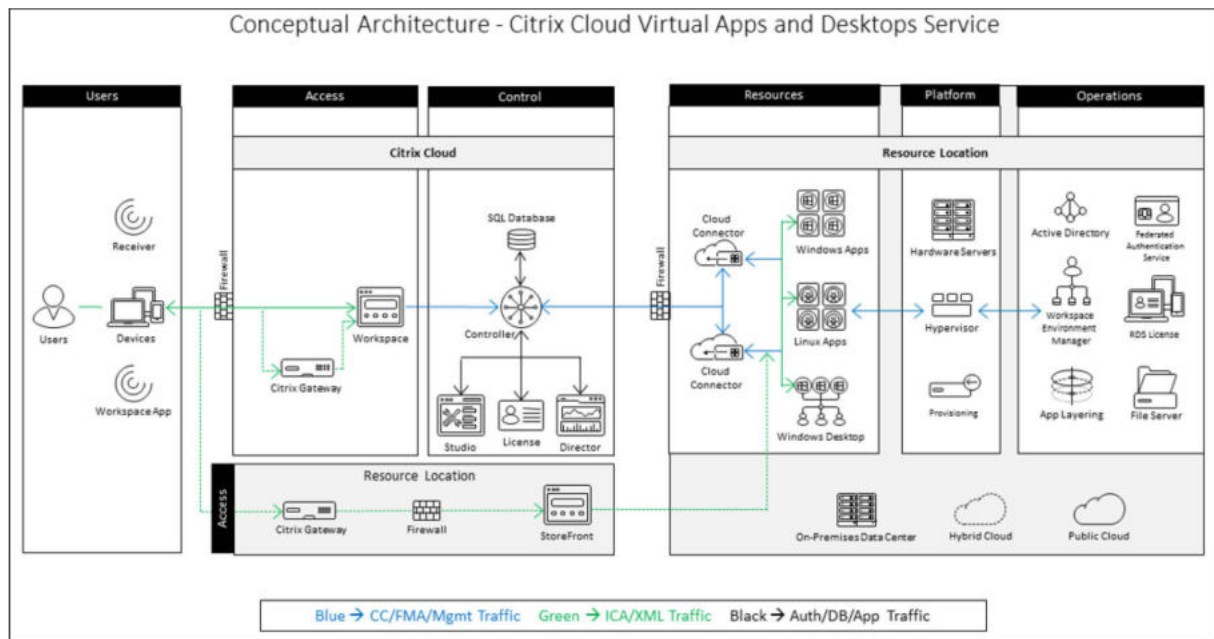 Conceptual Architecture - Citrix Cloud Virtual Apps and Desktops Service
Users
Access
Control
Resources
Platform
Operations
Citrix Cloud
Resource Location
Receiver
Users
Devices
Workspace App
Firewall
Citrix Gateway
Workspace
SQL Database
Controller
Studio
License
Director
Firewall
Cloud
Connector
Cloud
Connector
Windows Apps
Linux Apps
Windows Desktop
Hardware Servers
Hypervisor
Provisioning
Active Directory
Federated
Authentication
Service
Workspace
Environment
Manager
RDS License
App Layering
File Server
Access
Resource Location
Citrix Gateway
Firewall
StoreFront
On-Premises Data Center
Hybrid Cloud
Public Cloud
Blue → CC/FMA/Mgmt Traffic Green → ICA/XML Traffic Black → Auth/DB/App Traffic